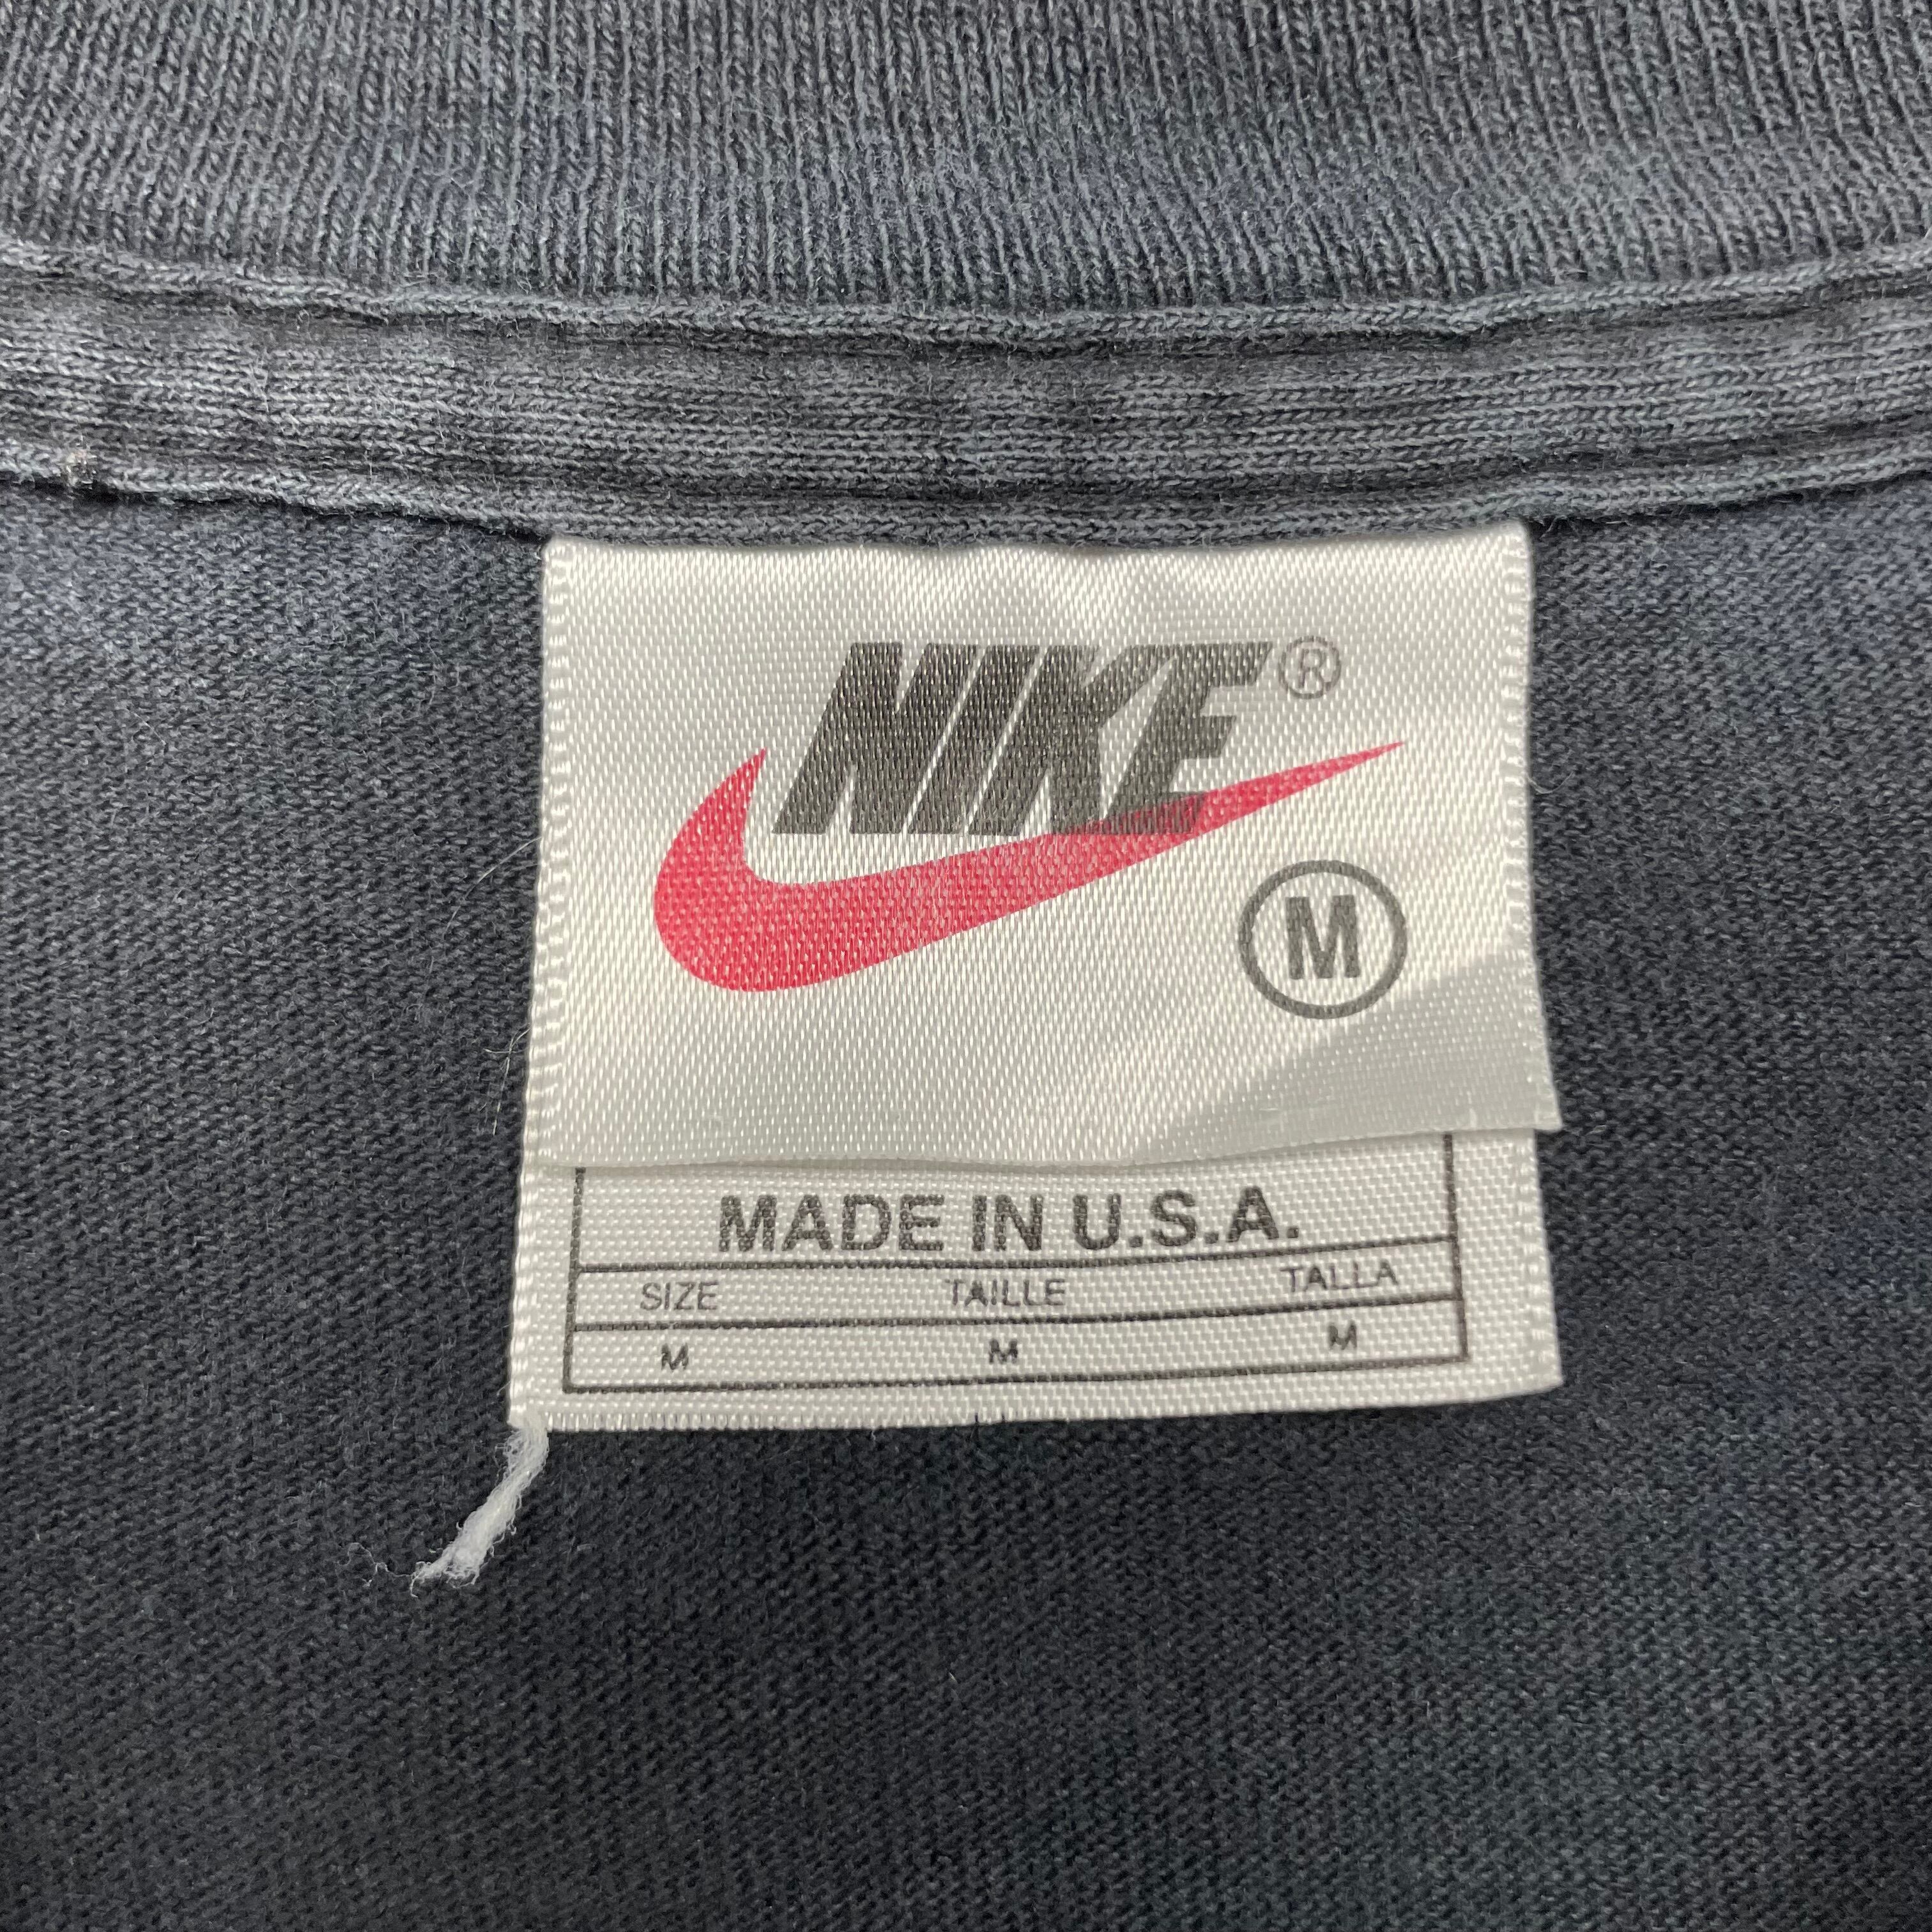 NIKE®
M
MADE IN U.S.A.
SIZE TAILLE TALLA
M M M